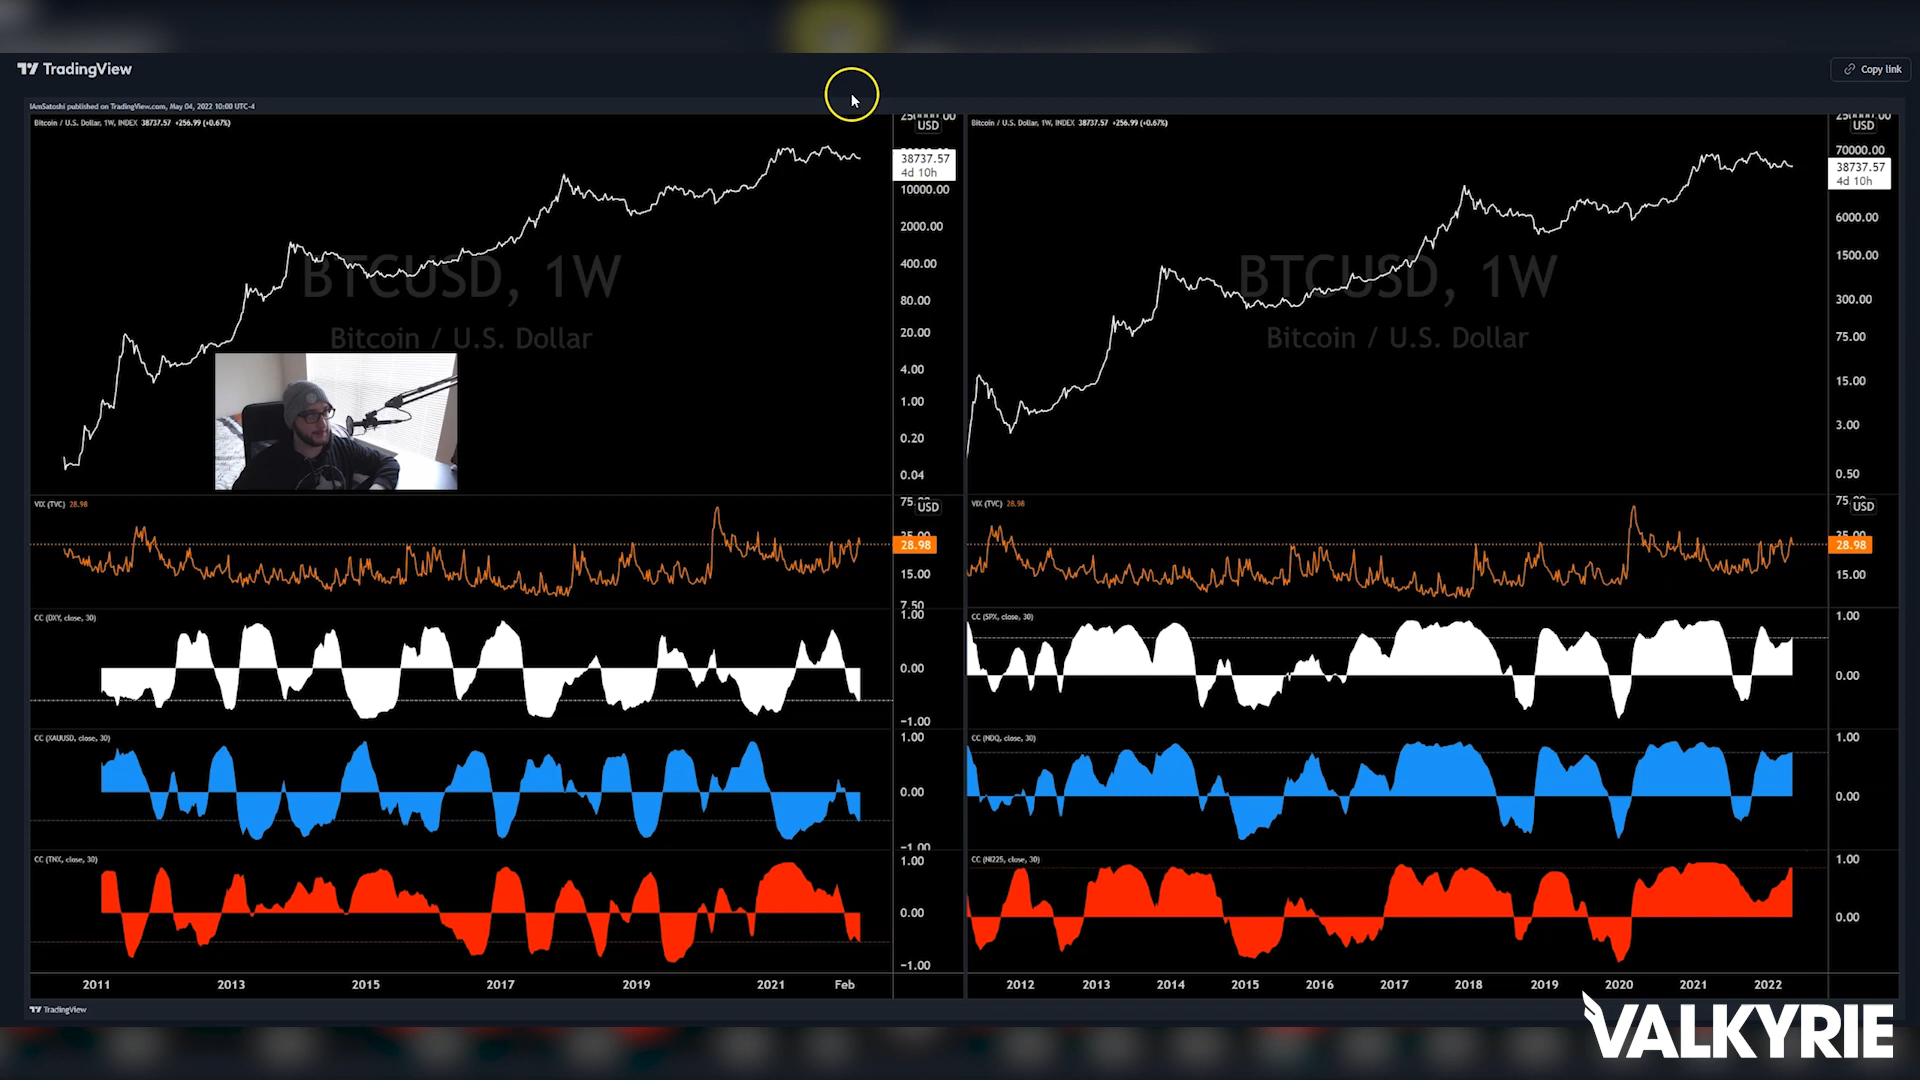 TradingView
Copy link
IAmSatoshi published on TradingView.com, May 04, 2022 10:00 UTC-4
Bitcoin / U.S. Dollar, 1W, INDEX 38737.57 +256.99 (+0.67%)
USD
38737.57
4d 10h
10000.00
2000.00
400.00
80.00
20.00
4.00
1.00
0.20
0.04
BTCUSD, 1W
Bitcoin / U.S. Dollar
VIX (TVC) 28.98
USD
28.98
15.00
7.50
CC (DXY, close, 30)
1.00
0.00
−1.00
CC (XAUUSD, close, 30)
1.00
0.00
−1.00
CC (TNX, close, 30)
1.00
0.00
−1.00
2011 2013 2015 2017 2019 2021 Feb
Bitcoin / U.S. Dollar, 1W, INDEX 38737.57 +256.99 (+0.67%)
USD
70000.00
38737.57
4d 10h
6000.00
1500.00
300.00
75.00
15.00
3.00
0.50
BTCUSD, 1W
Bitcoin / U.S. Dollar
VIX (TVC) 28.98
USD
28.98
15.00
CC (SPX, close, 30)
1.00
0.00
CC (NDQ, close, 30)
1.00
0.00
CC (NI225, close, 30)
1.00
0.00
2012 2013 2014 2015 2016 2017 2018 2019 2020 2021 2022
TradingView
VALKYRIE